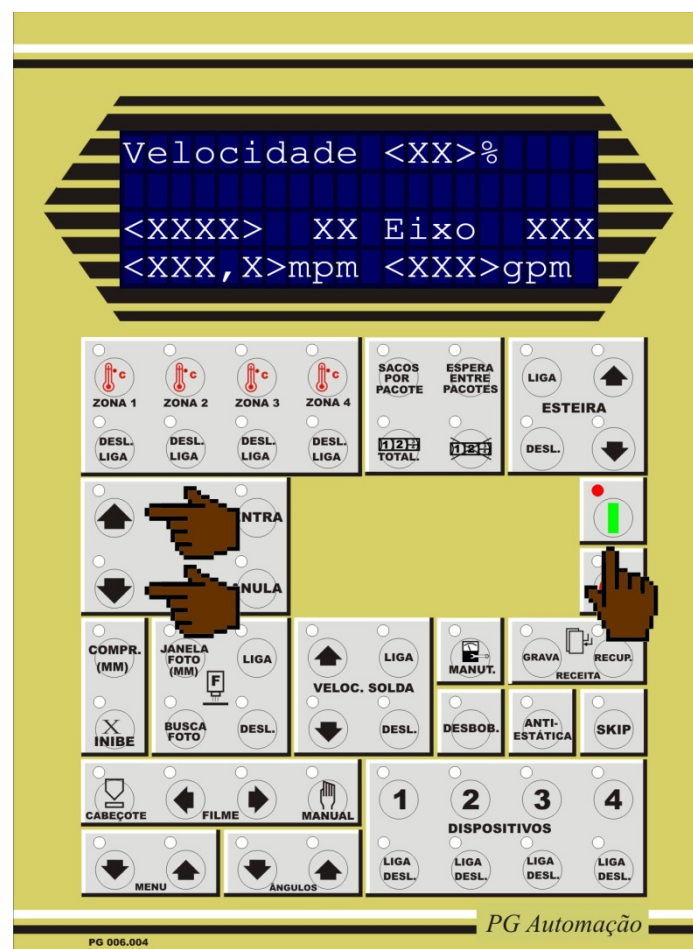 Velocidade <XX>%
<XXXX> XX Eixo XXX
<XXX,X>mpm <XXX>gpm
°C °C °C °C
ZONA 1 ZONA 2 ZONA 3 ZONA 4
DESL. LIGA DESL. LIGA DESL. LIGA DESL. LIGA
SACOS POR PACOTE
ESPERA ENTRE PACOTES
TOTAL.
LIGA
ESTEIRA
DESL.
COMPR. (MM)
X
INIBE
JANELA FOTO (MM)
LIGA
F
BUSCA FOTO
DESL.
LIGA
VELOC. SOLDA
DESL.
MANUT.
GRAVA RECUP.
RECEITA
DESBOB.
ANTI-ESTÁTICA
SKIP
CABEÇOTE FILME MANUAL
MENU ÂNGULOS
1 2 3 4
DISPOSITIVOS
LIGA DESL. LIGA DESL. LIGA DESL. LIGA DESL.
PG Automação
PG 006.004